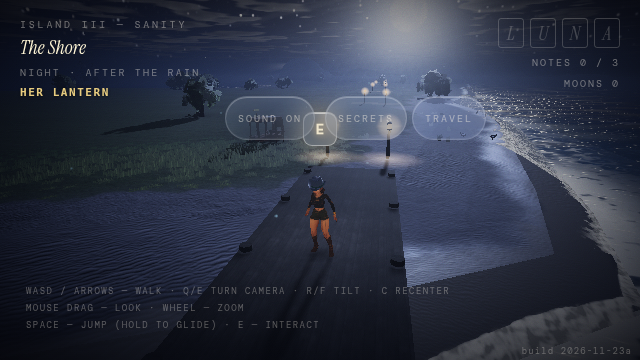 ISLAND III — SANITY
The Shore
NIGHT · AFTER THE RAIN
HER LANTERN
L U N A
NOTES 0 / 3
MOONS 0
SOUND ON
E
SECRETS
TRAVEL
WASD / ARROWS — WALK · Q/E TURN CAMERA · R/F TILT · C RECENTER
MOUSE DRAG — LOOK · WHEEL — ZOOM
SPACE — JUMP (HOLD TO GLIDE) · E — INTERACT
build 2026-11-23a